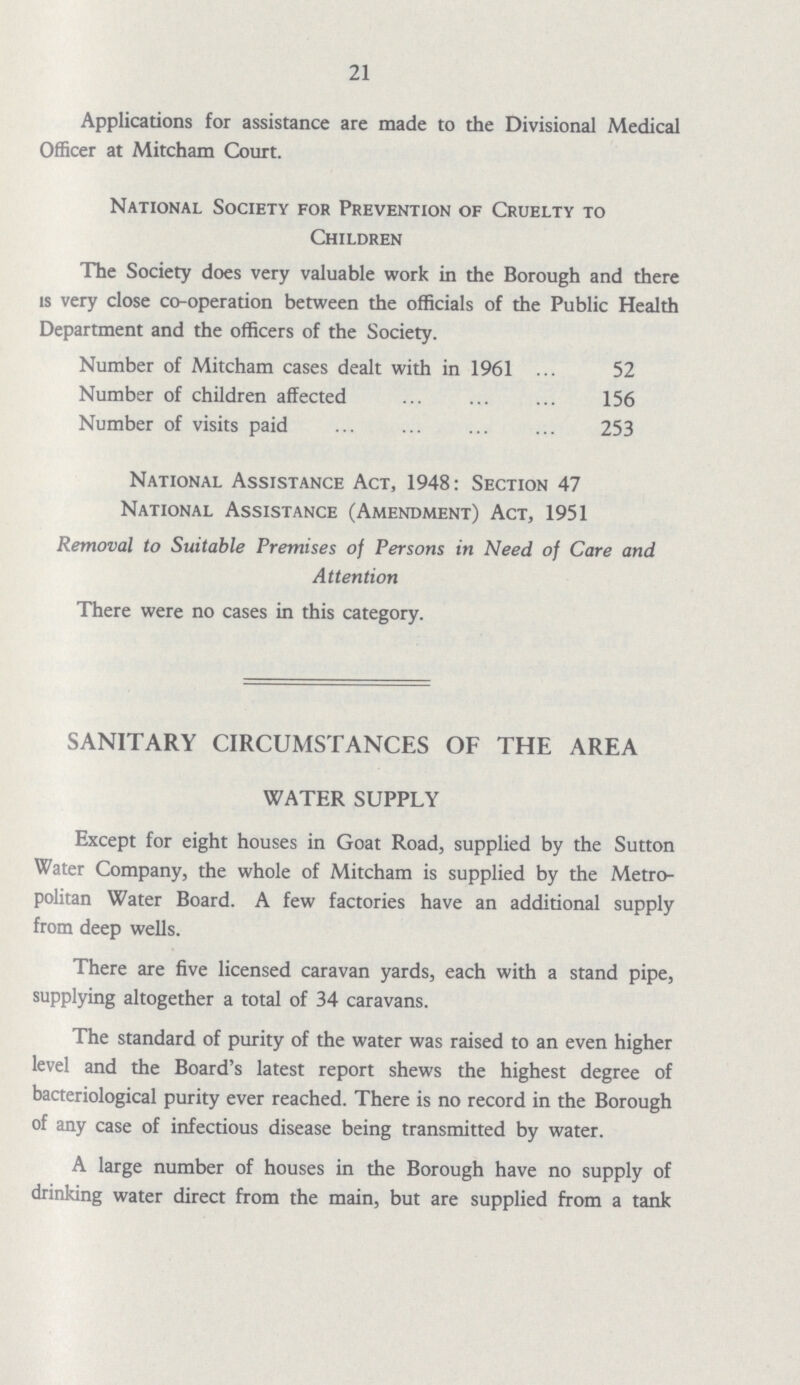 21
Applications for assistance are made to the Divisional Medical
Officer at Mitcham Court.
National Society for Prevention of Cruelty to
Children
The Society does very valuable work in the Borough and there
is very close co-operation between the officials of the Public Health
Department and the officers of the Society.
Number of Mitcham cases dealt with in 1961 ... 52
Number of children affected ... ... ... 156
Number of visits paid ... ... ... ... 253
National Assistance Act, 1948: Section 47
National Assistance (Amendment) Act, 1951
Removal to Suitable Premises of Persons in Need of Care and
Attention
There were no cases in this category.
SANITARY CIRCUMSTANCES OF THE AREA
WATER SUPPLY
Except for eight houses in Goat Road, supplied by the Sutton
Water Company, the whole of Mitcham is supplied by the Metro-
politan Water Board. A few factories have an additional supply
from deep wells.
There are five licensed caravan yards, each with a stand pipe,
supplying altogether a total of 34 caravans.
The standard of purity of the water was raised to an even higher
level and the Board's latest report shews the highest degree of
bacteriological purity ever reached. There is no record in the Borough
of any case of infectious disease being transmitted by water.
A large number of houses in the Borough have no supply of
drinking water direct from the main, but are supplied from a tank